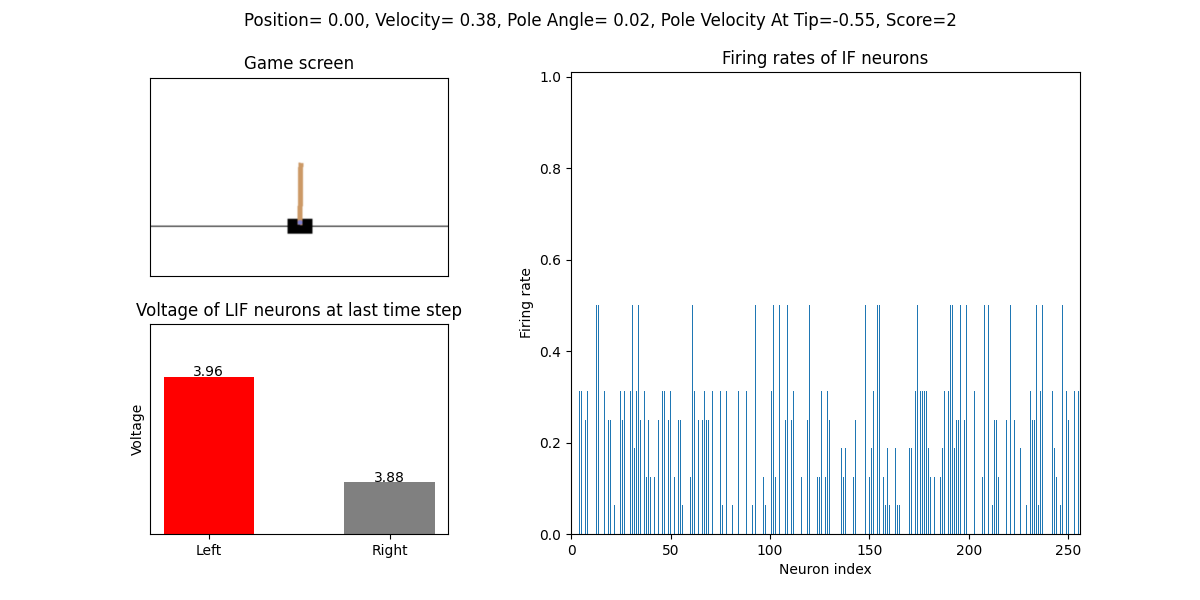 Position= 0.00, Velocity= 0.38, Pole Angle= 0.02, Pole Velocity At Tip=-0.55, Score=2
Game screen
Voltage of LIF neurons at last time step
3.96
3.88
Voltage
Left Right
Firing rates of IF neurons
1.0
0.8
0.6
0.4
0.2
0.0
Firing rate
0 50 100 150 200 250
Neuron index